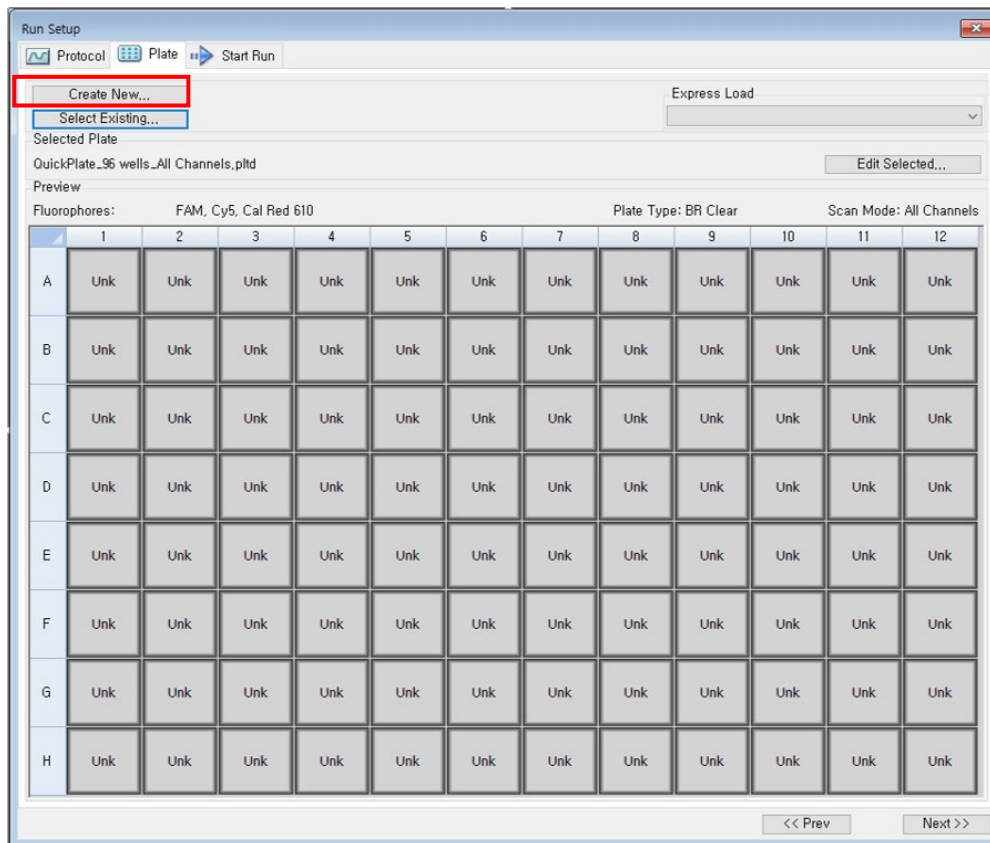 Run Setup
Protocol Plate Start Run
Create New...
Express Load
Select Existing...
Selected Plate
QuickPlate_96 wells_All Channels.pltd
Edit Selected...
Preview
Fluorophores: FAM, Cy5, Cal Red 610 Plate Type: BR Clear Scan Mode: All Channels
1 2 3 4 5 6 7 8 9 10 11 12
A Unk Unk Unk Unk Unk Unk Unk Unk Unk Unk Unk Unk
B Unk Unk Unk Unk Unk Unk Unk Unk Unk Unk Unk Unk
C Unk Unk Unk Unk Unk Unk Unk Unk Unk Unk Unk Unk
D Unk Unk Unk Unk Unk Unk Unk Unk Unk Unk Unk Unk
E Unk Unk Unk Unk Unk Unk Unk Unk Unk Unk Unk Unk
F Unk Unk Unk Unk Unk Unk Unk Unk Unk Unk Unk Unk
G Unk Unk Unk Unk Unk Unk Unk Unk Unk Unk Unk Unk
H Unk Unk Unk Unk Unk Unk Unk Unk Unk Unk Unk Unk
<< Prev Next >>